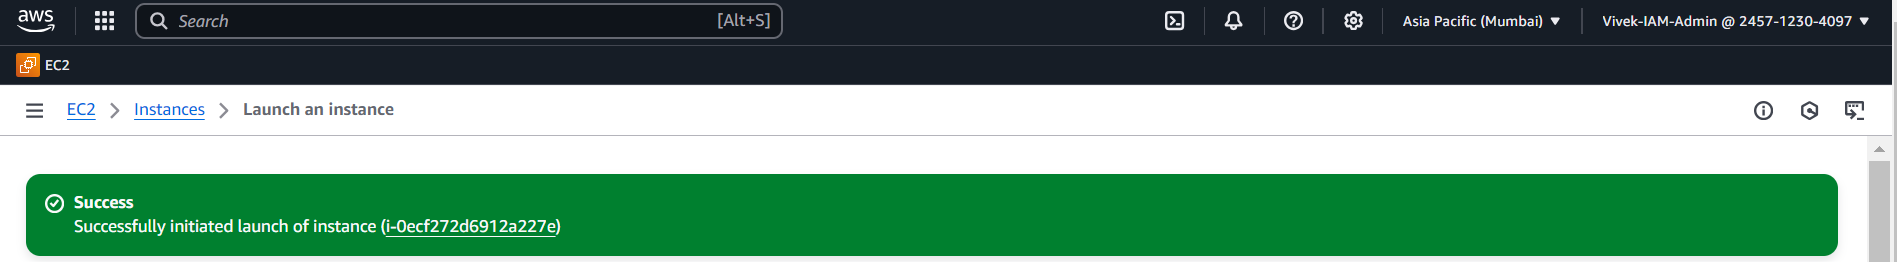 aws
Search [Alt+S]
Asia Pacific (Mumbai) ▼
Vivek-IAM-Admin @ 2457-1230-4097 ▼
EC2
EC2 > Instances > Launch an instance
Success
Successfully initiated launch of instance (i-0ecf272d6912a227e)